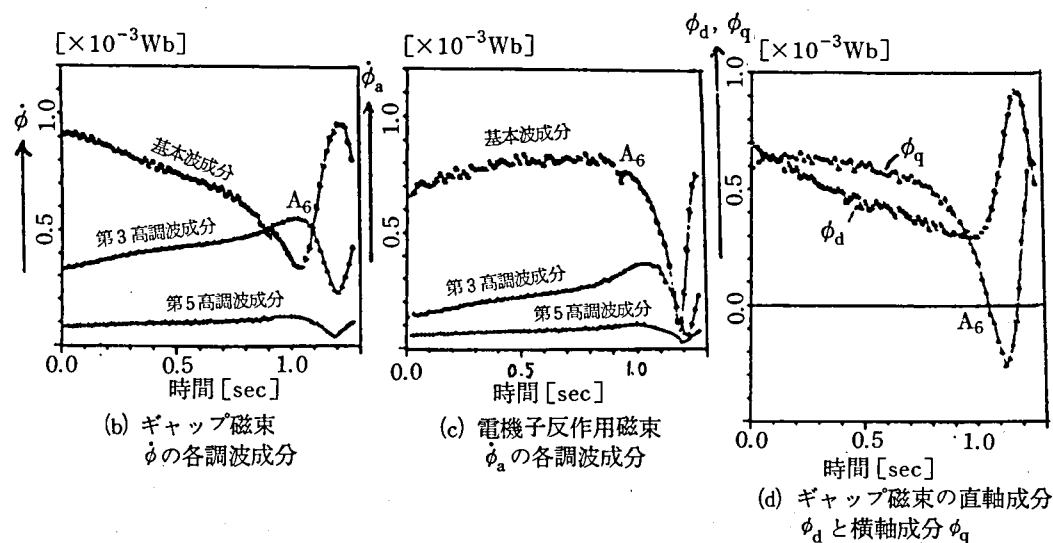 [×10⁻³Wb]
φ̇
1.0
0.5
基本波成分
A₆
第3高調波成分
第5高調波成分
0.0 0.5 1.0
時間[sec]
(b) ギャップ磁束
φ̇の各調波成分
[×10⁻³Wb]
φ̇ₐ
1.0
0.5
基本波成分
A₆
第3高調波成分
第5高調波成分
0.0 0.5 1.0
時間[sec]
(c) 電機子反作用磁束
φ̇ₐの各調波成分
ϕd, ϕq
[×10⁻³Wb]
1.0
0.5
0.0
ϕq
ϕd
A₆
0.0 0.5 1.0
時間[sec]
(d) ギャップ磁束の直軸成分
ϕdと横軸成分ϕq